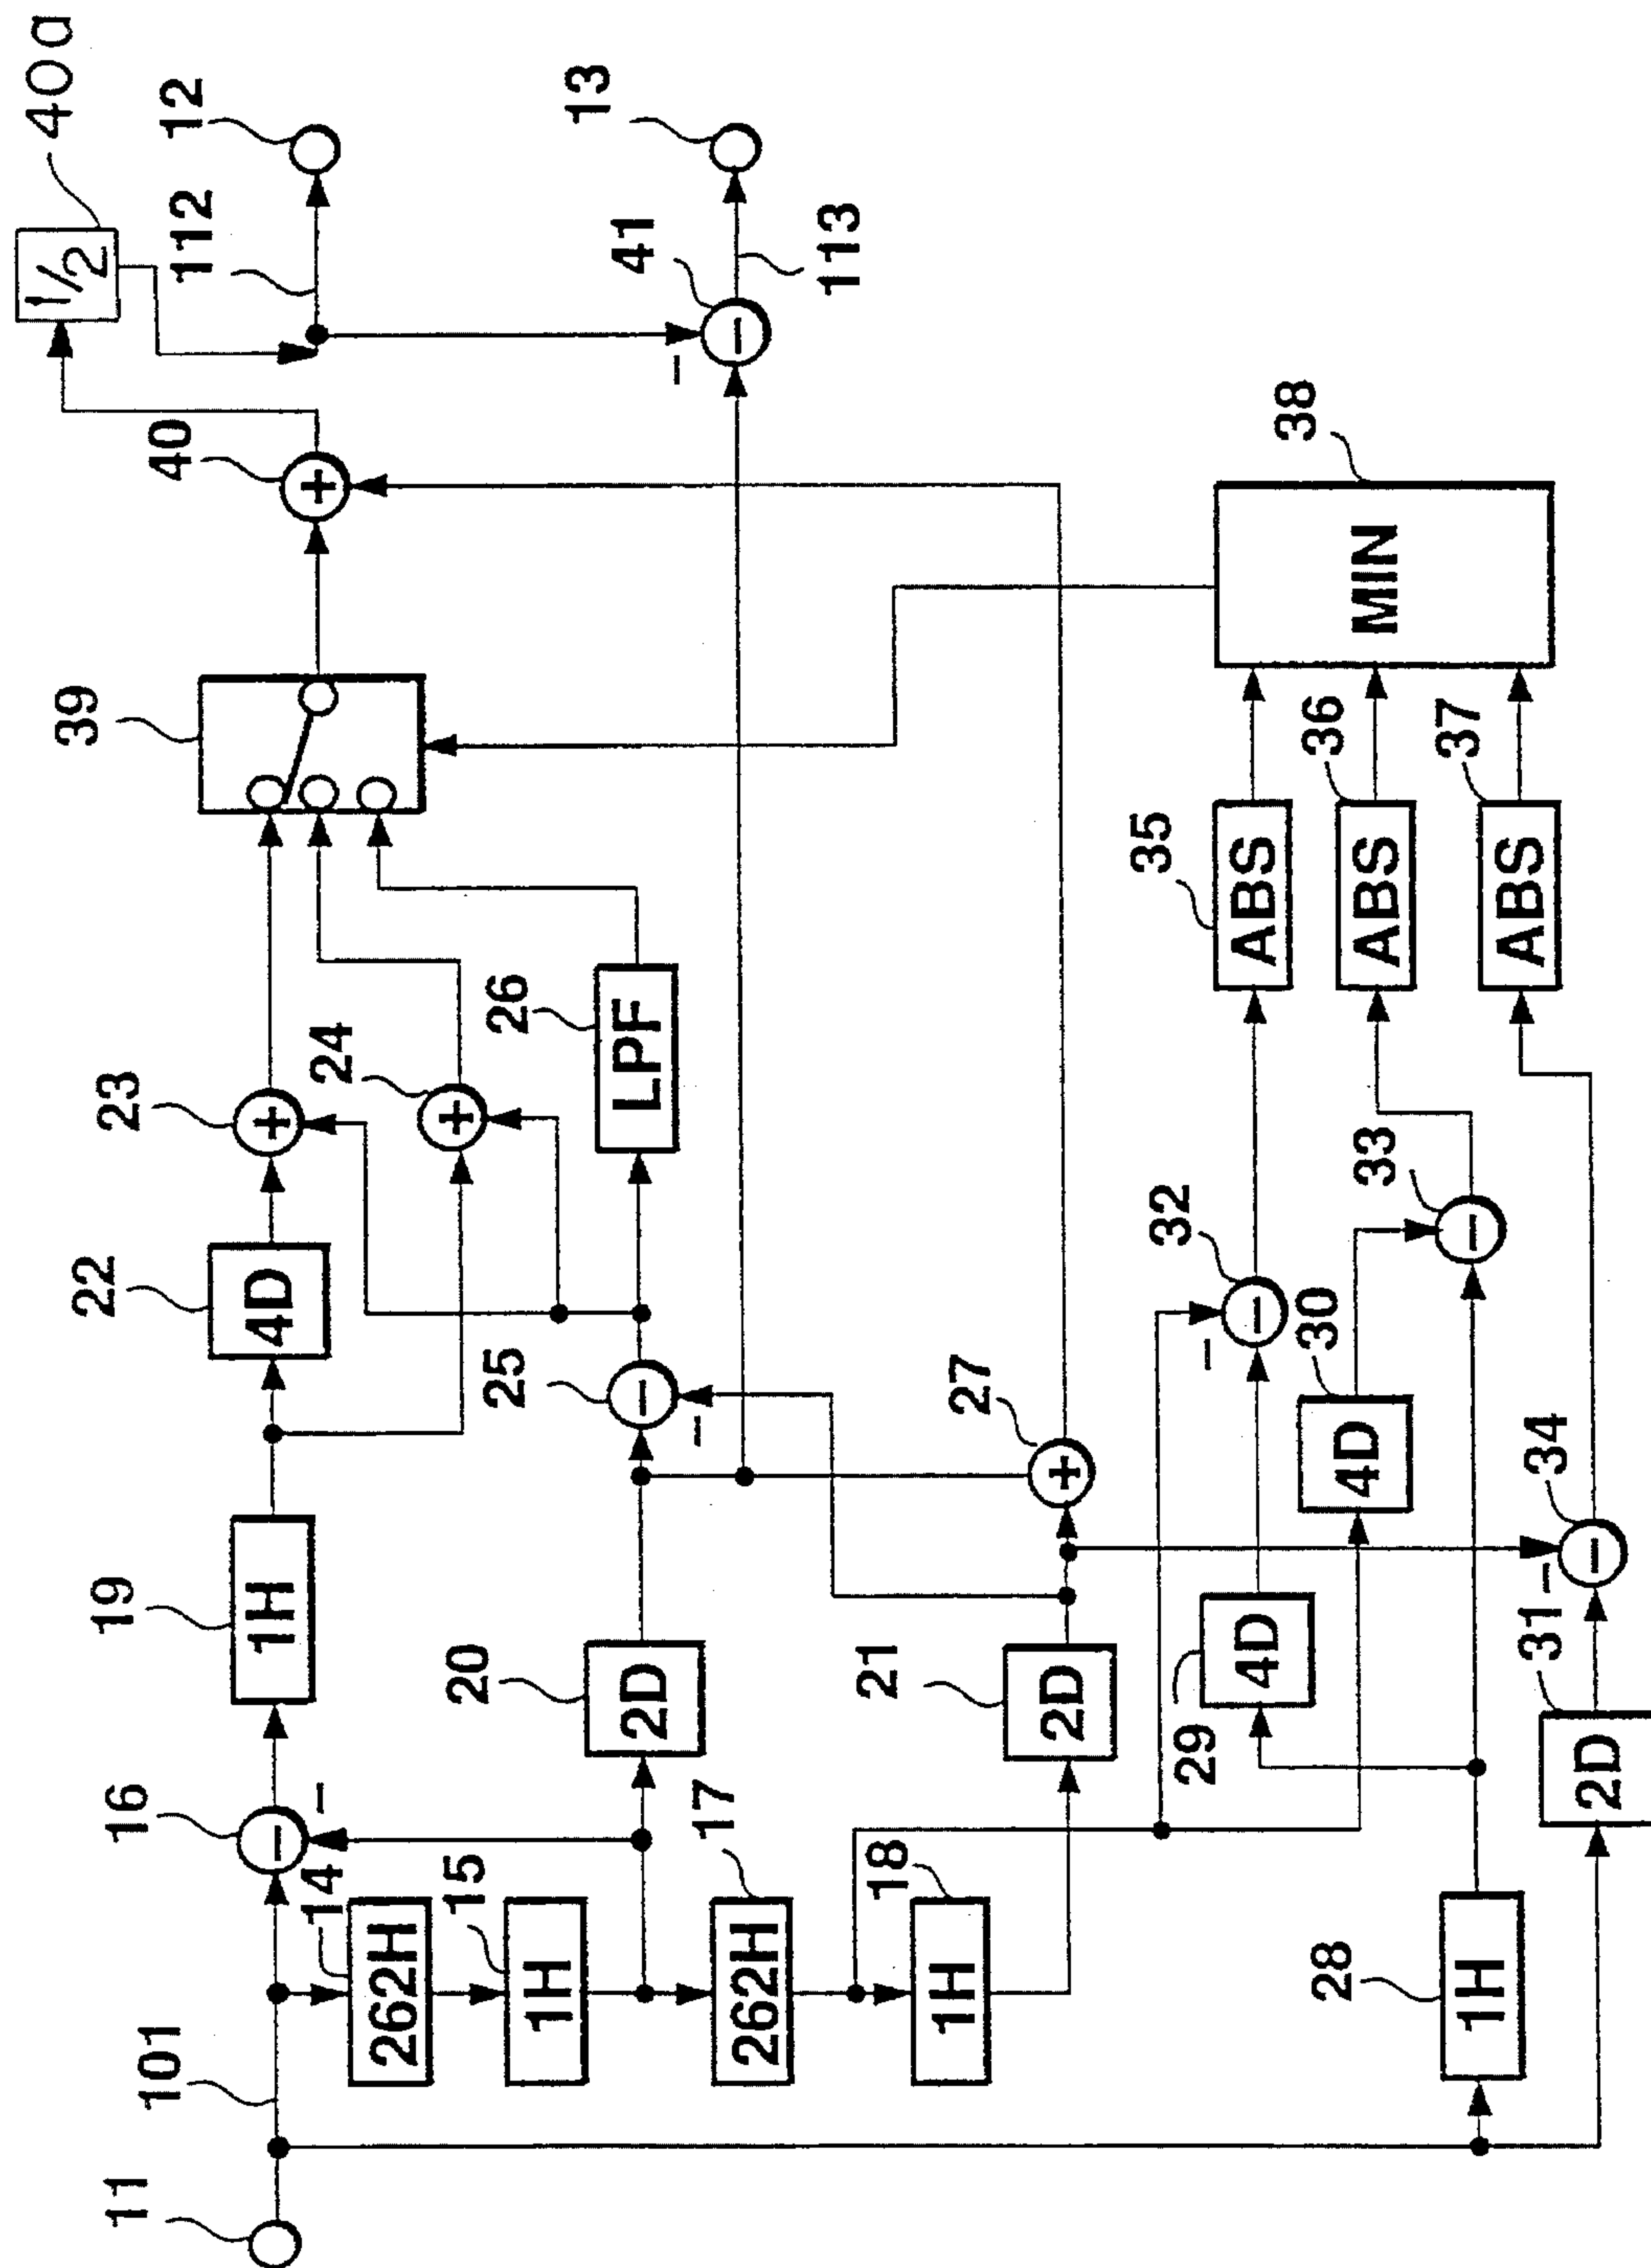 11
101
14
262H
15
1H
16
−
−
17
262H
18
1H
28
1H
19
1H
20
2D
21
2D
29
4D
31
2D
22
4D
23
+
24
+
25
−
−
26
LPF
27
+
30
4D
32
−
−
33
−
34
−
−
35
ABS
36
ABS
37
ABS
38
MIN
39
40
+
40a
1/2
112
12
41
−
−
113
13